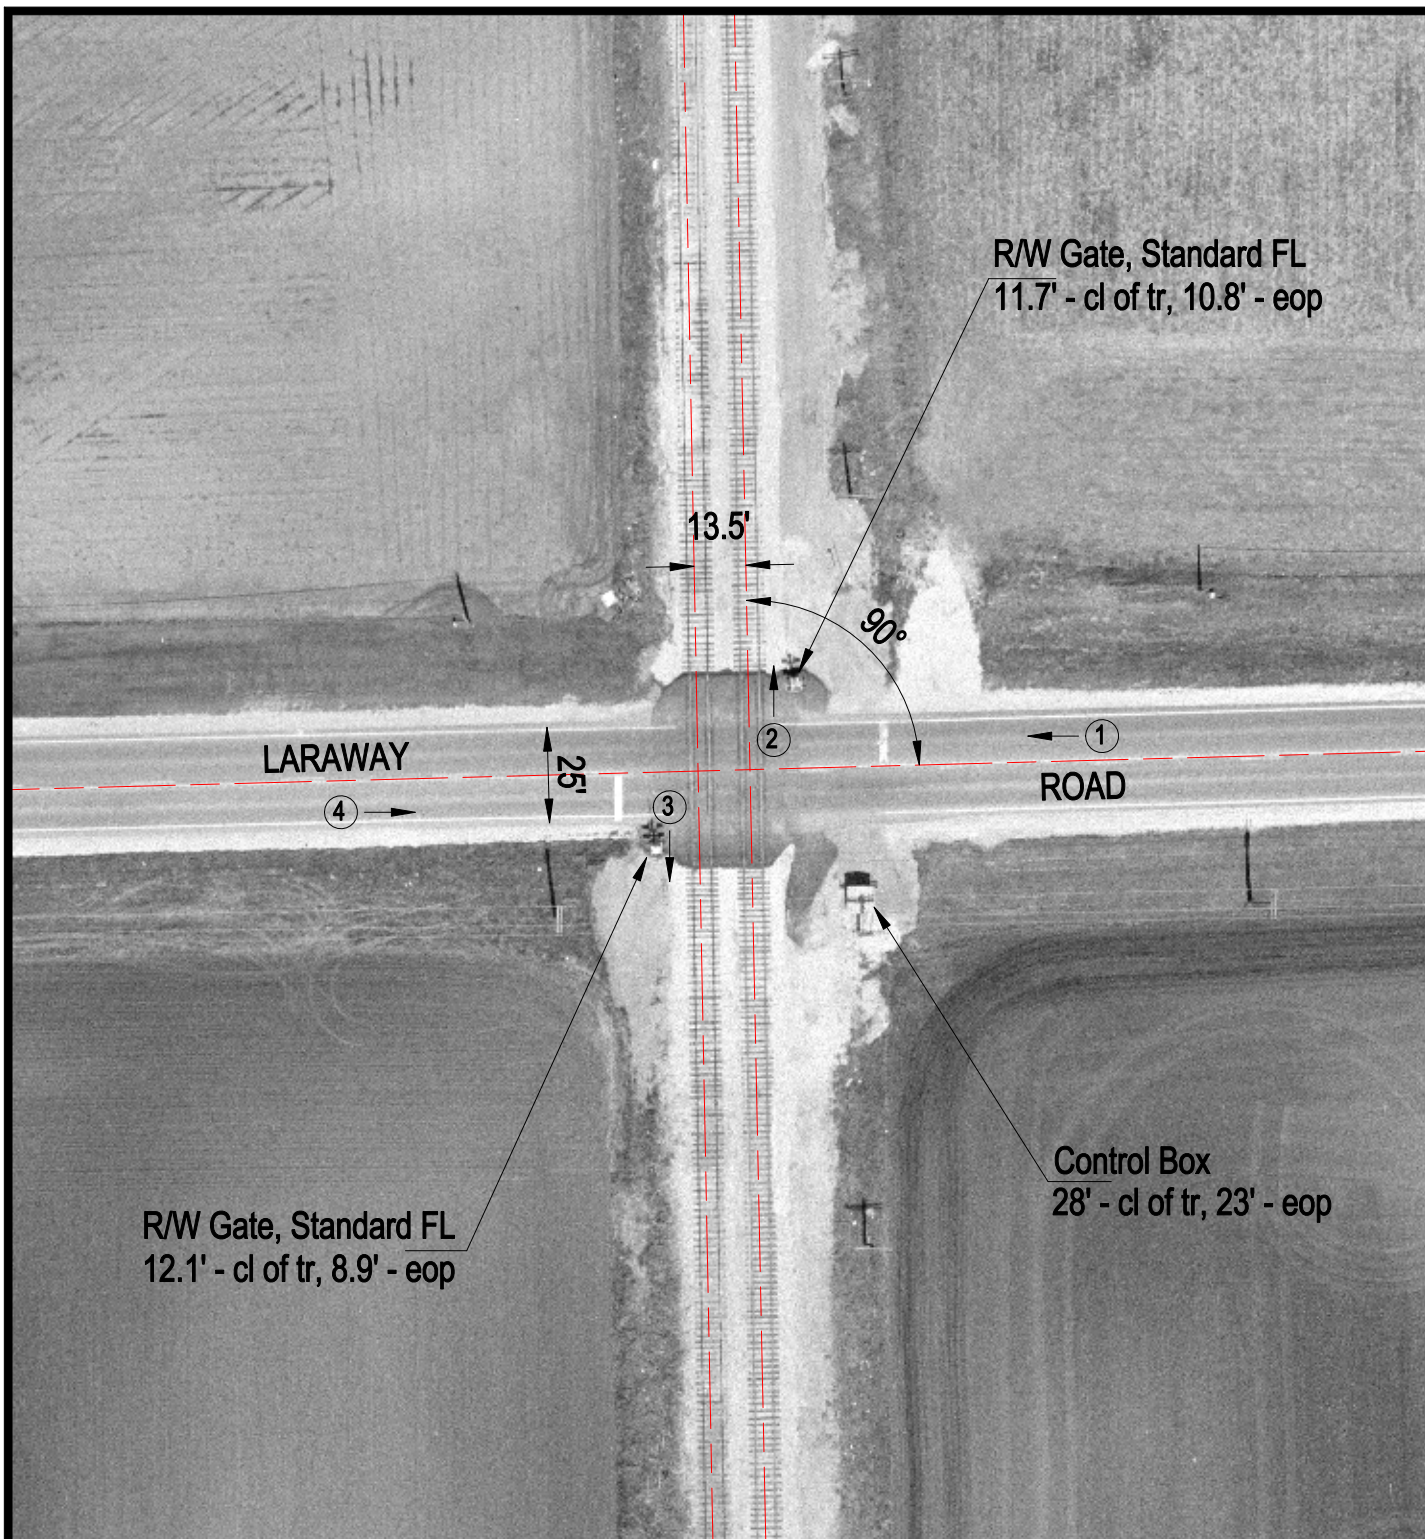 R/W Gate, Standard FL
11.7' - cl of tr, 10.8' - eop
13.5'
90°
2
1
LARAWAY
25'
ROAD
4
3
Control Box
28' - cl of tr, 23' - eop
R/W Gate, Standard FL
12.1' - cl of tr, 8.9' - eop